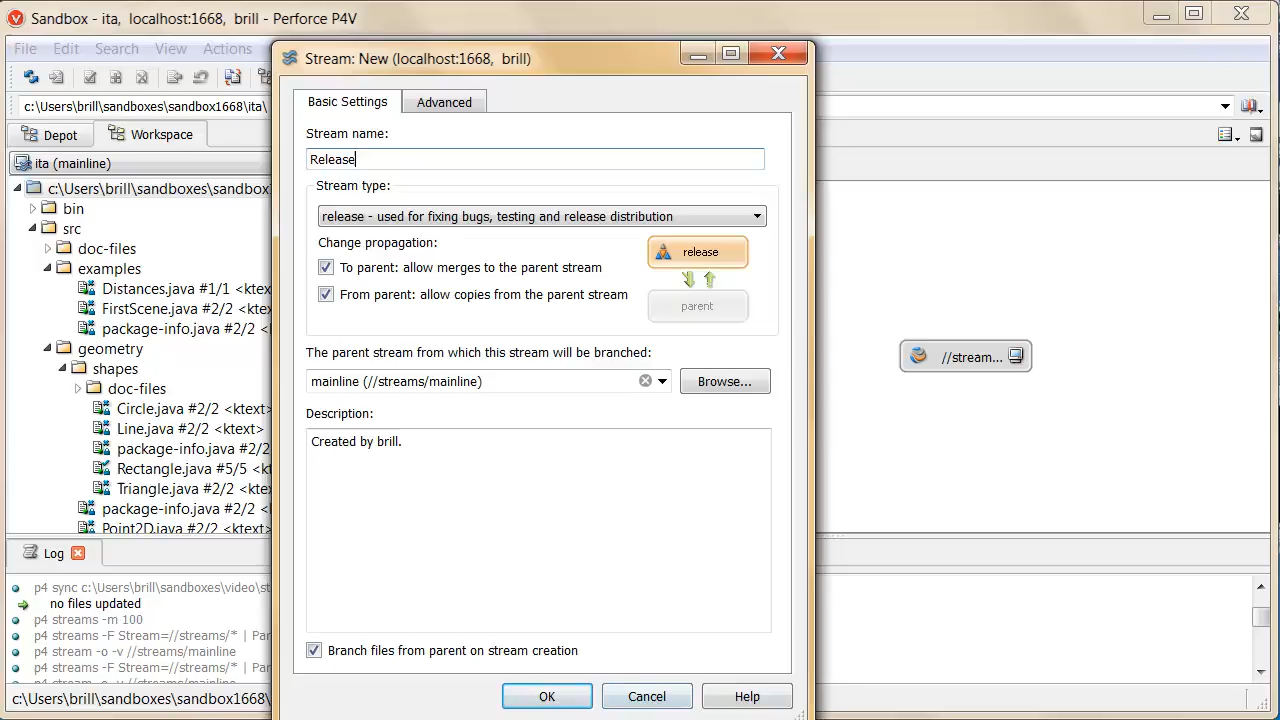 Sandbox - ita, localhost:1668, brill - Perforce P4V
File Edit Search View Actions
Stream: New (localhost:1668, brill)
c:\Users\brill\sandboxes\sandbox1668\ita\
Basic Settings Advanced
Depot Workspace
Stream name:
ita (mainline)
Release
c:\Users\brill\sandboxes\sandbox
Stream type:
bin
release - used for fixing bugs, testing and release distribution
src
Change propagation:
release
doc-files
To parent: allow merges to the parent stream
examples
Distances.java #1/1 <ktext>
From parent: allow copies from the parent stream
parent
FirstScene.java #2/2 <ktext>
package-info.java #2/2 <ktext>
geometry
The parent stream from which this stream will be branched:
//stream...
shapes
mainline (//streams/mainline)
Browse...
doc-files
Circle.java #2/2 <ktext>
Description:
Line.java #2/2 <ktext>
Created by brill.
package-info.java #2/2
Rectangle.java #5/5 <kt
Triangle.java #2/2 <kte
package-info.java #2/2 <ktext
Point2D.java #2/2 <ktext>
Log
p4 sync c:\Users\brill\sandboxes\video\st
no files updated
p4 streams -m 100
p4 streams -F Stream=//streams/* | Pa
p4 stream -o -v //streams/mainline
Branch files from parent on stream creation
p4 streams -F Stream=//streams/* | Pa
c:\Users\brill\sandboxes\sandbox1668\
OK Cancel Help